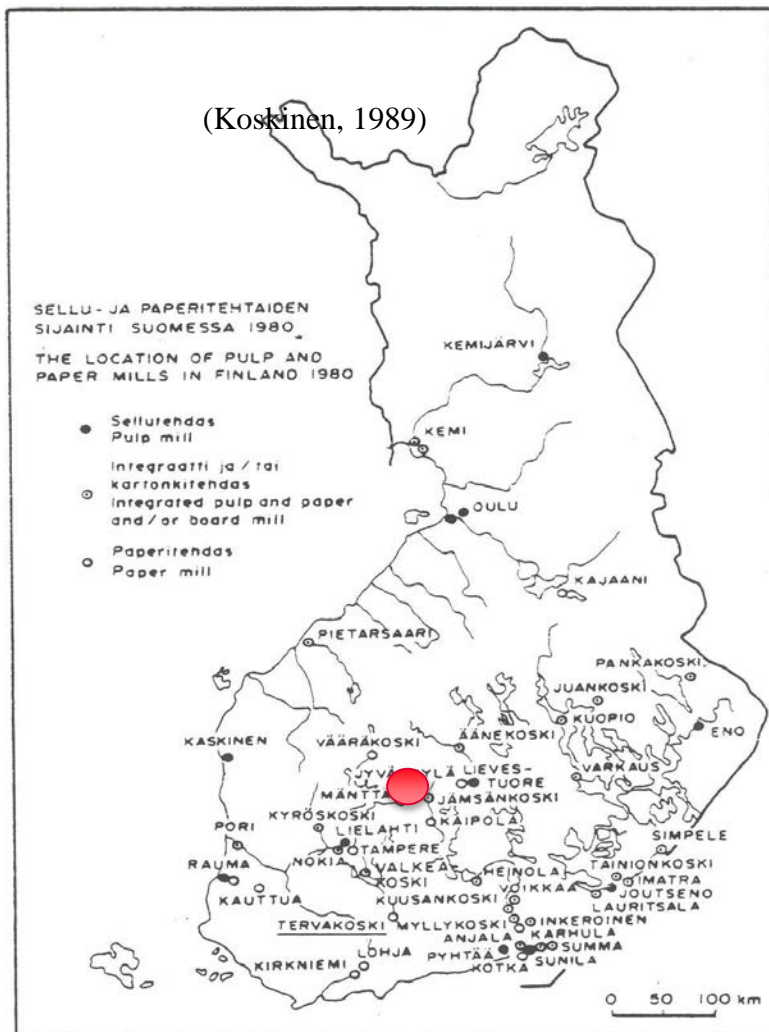 (Koskinen, 1989)
SELLU- JA PAPERITEHTAIDEN
SIJAINTI SUOMESSA 1980
THE LOCATION OF PULP AND
PAPER MILLS IN FINLAND 1980
Sellutehdas
Pulp mill
Integraatti ja/tai
kartonkitehdas
Integrated pulp and paper
and/or board mill
Paperitehdas
Paper mill
KEMIJÄRVI
KEMI
OULU
KAJAANI
PIETARSAARI
PANKAKOSKI
JUANKOSKI
KUOPIO
ENO
ÄÄNEKOSKI
KASKINEN
VÄÄRÄKOSKI
LIEVES-
TUORE
VARKAUS
JÄMSÄNKOSKI
KAIPOLA
KYRÖSKOSKI
LIELAHTI
TAMPERE
NOKIA
PORI
RAUMA
KAUTTUA
VALKEA-
KOSKI
HEINOLA
SIMPELE
TAINIONKOSKI
IMATRA
JOUTSENO
LAURITSALA
VOIKKAA
KUUSANKOSKI
TERVAKOSKI
MYLLYKOSKI
INKEROINEN
ANJALA
KARHULA
SUMMA
PYHTÄÄ
SUNILA
KOTKA
LOHJA
KIRKNIEMI
0 50 100 km